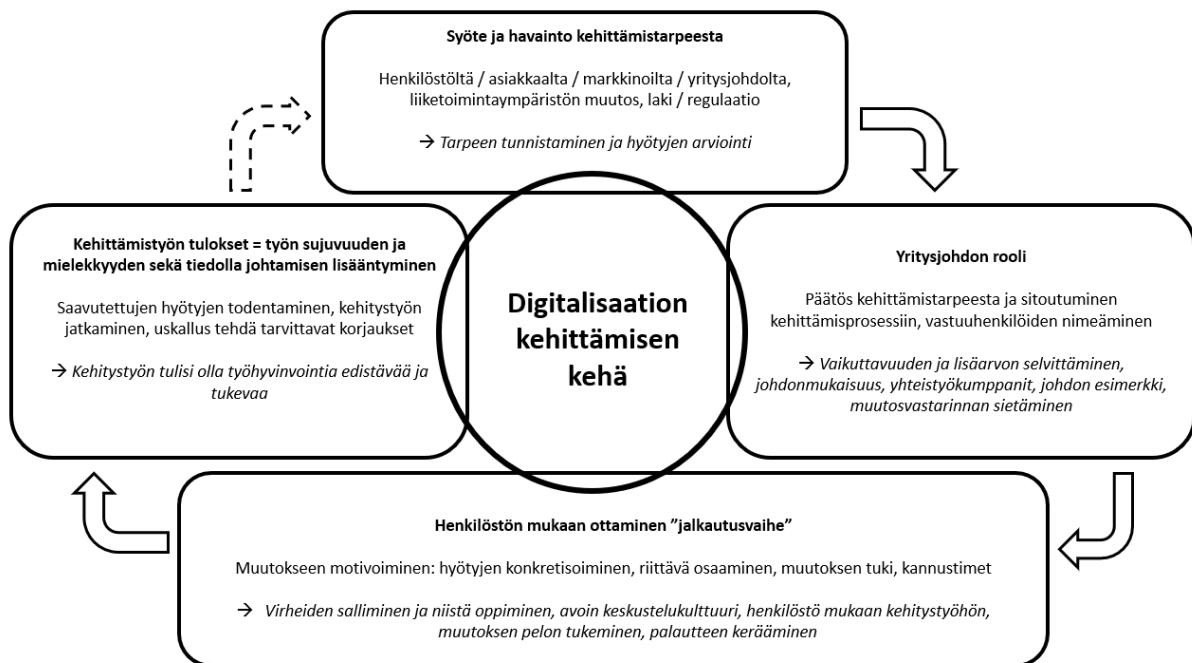 Syöte ja havainto kehittämistarpeesta
Henkilöstöltä / asiakkaalta / markkinoilta / yritysjohdolta,
liiketoimintaympäristön muutos, laki / regulaatio
→ Tarpeen tunnistaminen ja hyötyjen arviointi
Yritysjohdon rooli
Päätös kehittämistarpeesta ja sitoutuminen
kehittämisprosessiin, vastuuhenkilöiden nimeäminen
→ Vaikuttavuuden ja lisäarvon selvittäminen,
johdonmukaisuus, yhteistyökumppanit, johdon esimerkki,
muutosvastarinnan sietäminen
Henkilöstön mukaan ottaminen ”jalkautusvaihe”
Muutokseen motivoiminen: hyötyjen konkretisoiminen, riittävä osaaminen, muutoksen tuki, kannustimet
→ Virheiden salliminen ja niistä oppiminen, avoin keskustelukulttuuri, henkilöstö mukaan kehitystyöhön,
muutoksen pelon tukeminen, palautteen kerääminen
Kehittämistyön tulokset = työn sujuvuuden ja
mielekkyyden sekä tiedolla johtamisen lisääntyminen
Saavutettujen hyötyjen todentaminen, kehitystyön
jatkaminen, uskallus tehdä tarvittavat korjaukset
→ Kehitystyön tulisi olla työhyvinvointia edistävää ja
tukevaa
Digitalisaation
kehittämisen
kehä